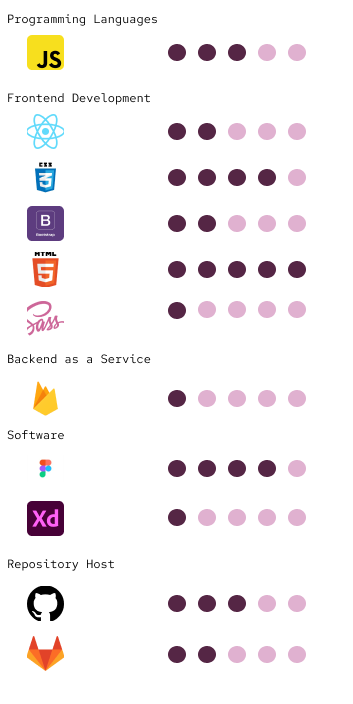 Programming Languages
JS
Frontend Development
CSS
3
B
Bootstrap
HTML
5
Sass
Backend as a Service
Software
Xd
Repository Host